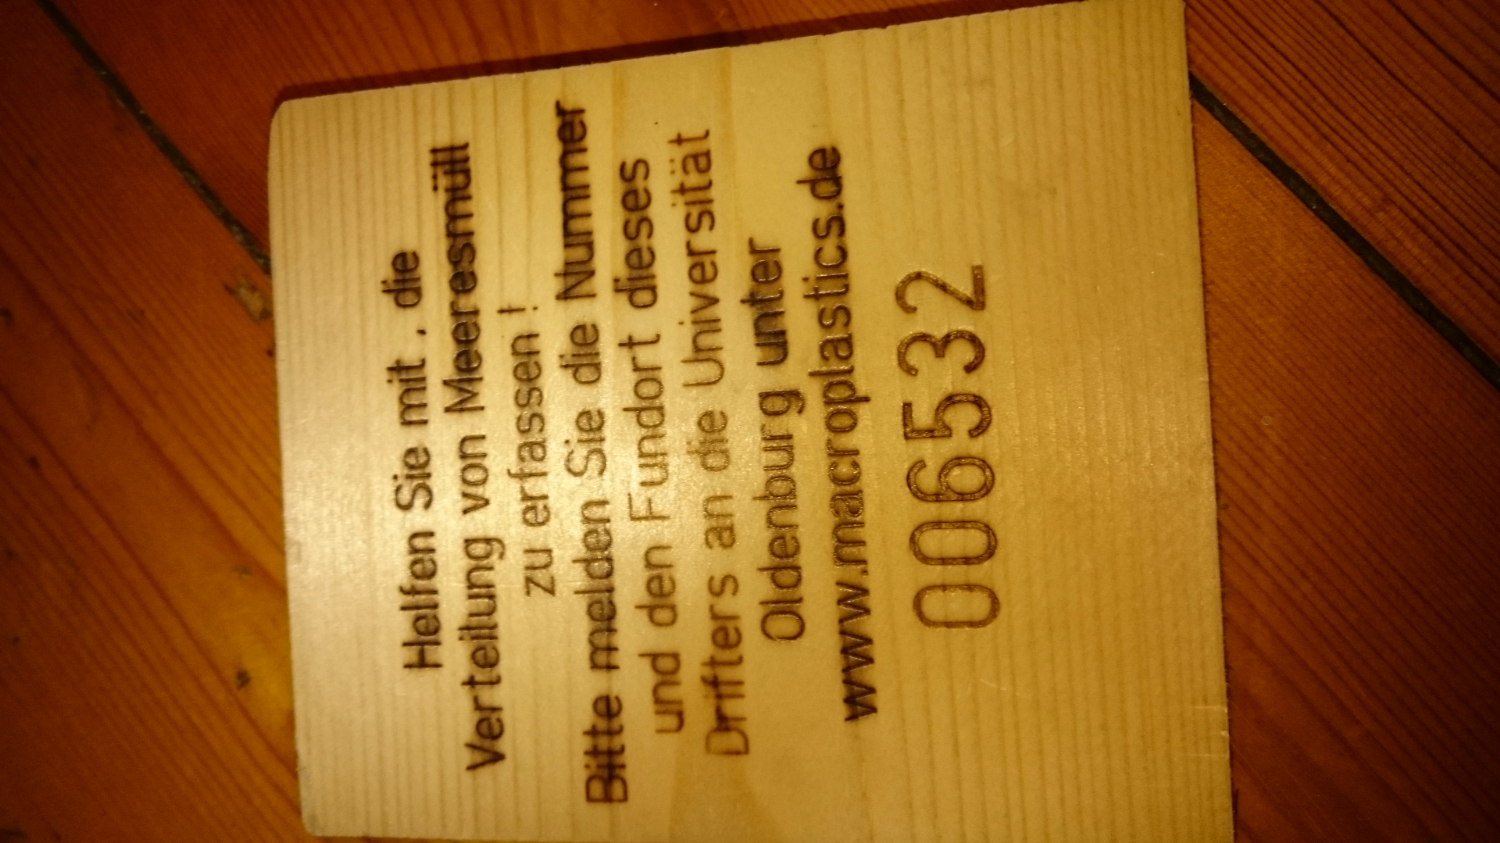 Helfen Sie mit , die
Verteilung von Meeresmüll
zu erfassen !
Bitte melden Sie die Nummer
und den Fundort dieses
Drifters an die Universität
Oldenburg unter
www.macroplastics.de
006532